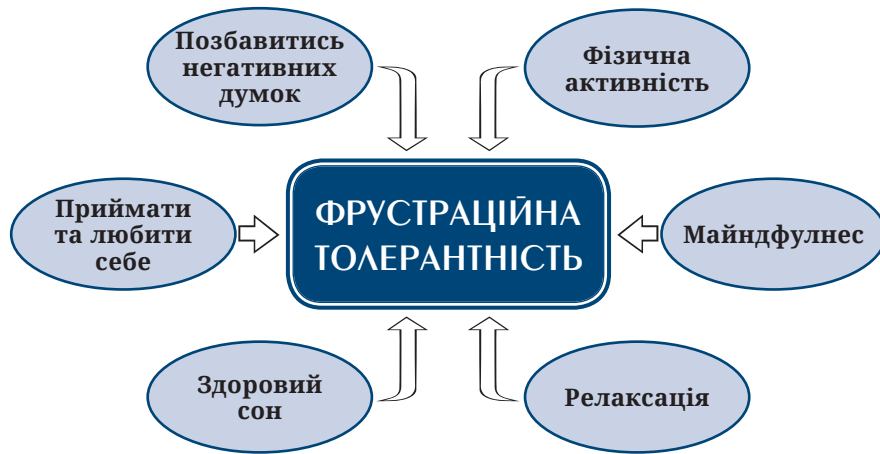 Позбавитись
негативних
думок
Фізична
активність
Приймати
та любити
себе
ФРУСТРАЦІЙНА
ТОЛЕРАНТНІСТЬ
Майндфулнес
Здоровий
сон
Релаксація